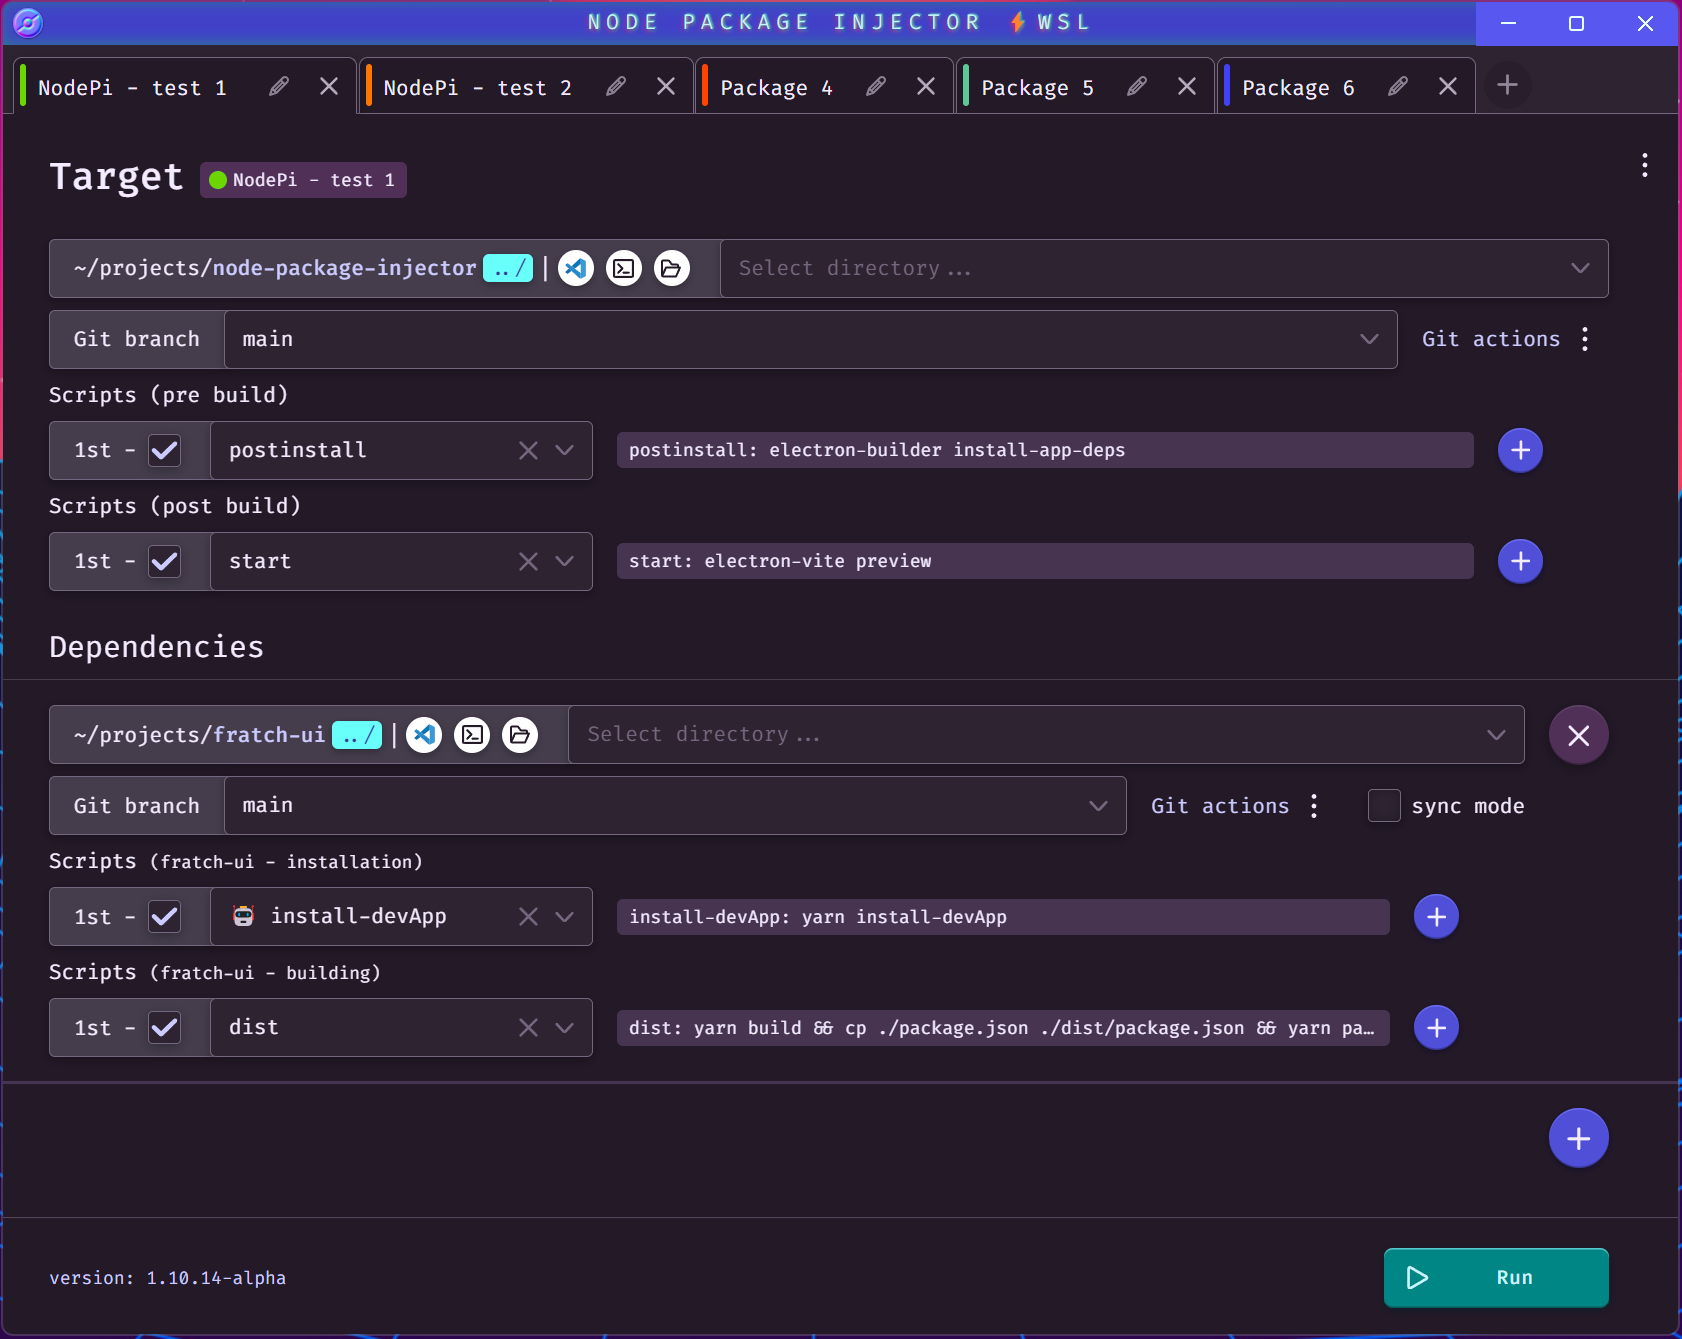 NODE PACKAGE INJECTOR ⚡WSL
NodePi - test 1
NodePi - test 2
Package 4
Package 5
Package 6
Target
NodePi - test 1
~/projects/node-package-injector ../ |
Select directory...
Git branch
main
Git actions
Scripts (pre build)
1st -
postinstall
postinstall: electron-builder install-app-deps
Scripts (post build)
1st -
start
start: electron-vite preview
Dependencies
~/projects/fratch-ui ../ |
Select directory...
Git branch
main
Git actions
sync mode
Scripts (fratch-ui - installation)
1st -
install-devApp
install-devApp: yarn install-devApp
Scripts (fratch-ui - building)
1st -
dist
dist: yarn build && cp ./package.json ./dist/package.json && yarn pa…
version: 1.10.14-alpha
Run